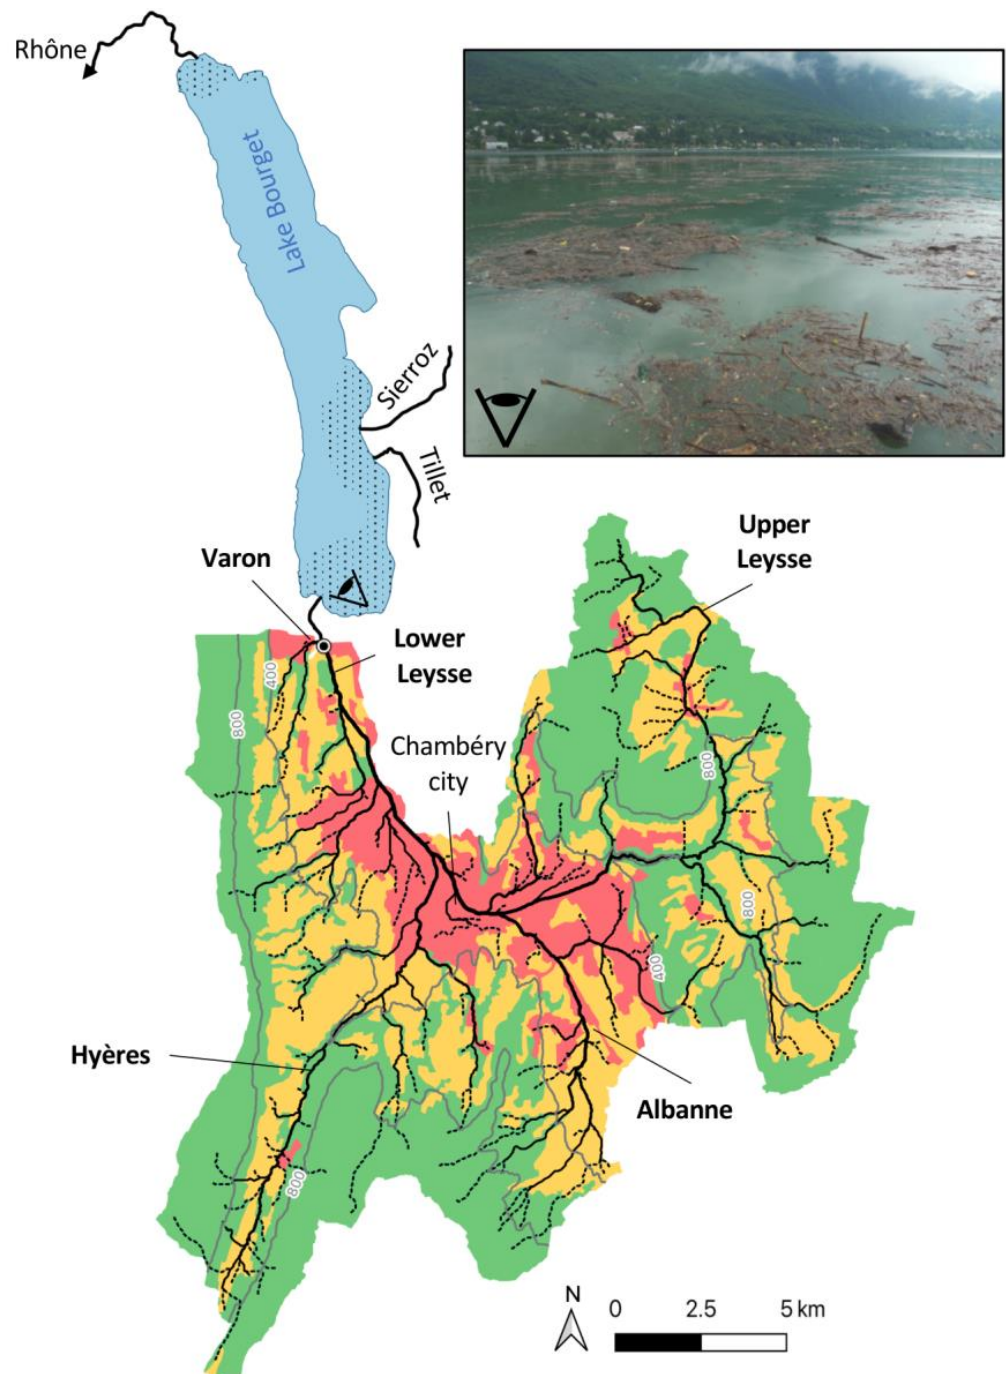 Rhône
Lake Bourget
Sierroz
Tillet
Varon
Upper
Leysse
Lower
Leysse
400
800
Chambéry
city
800
800
400
Hyères
Albanne
800
N
0 2.5 5 km